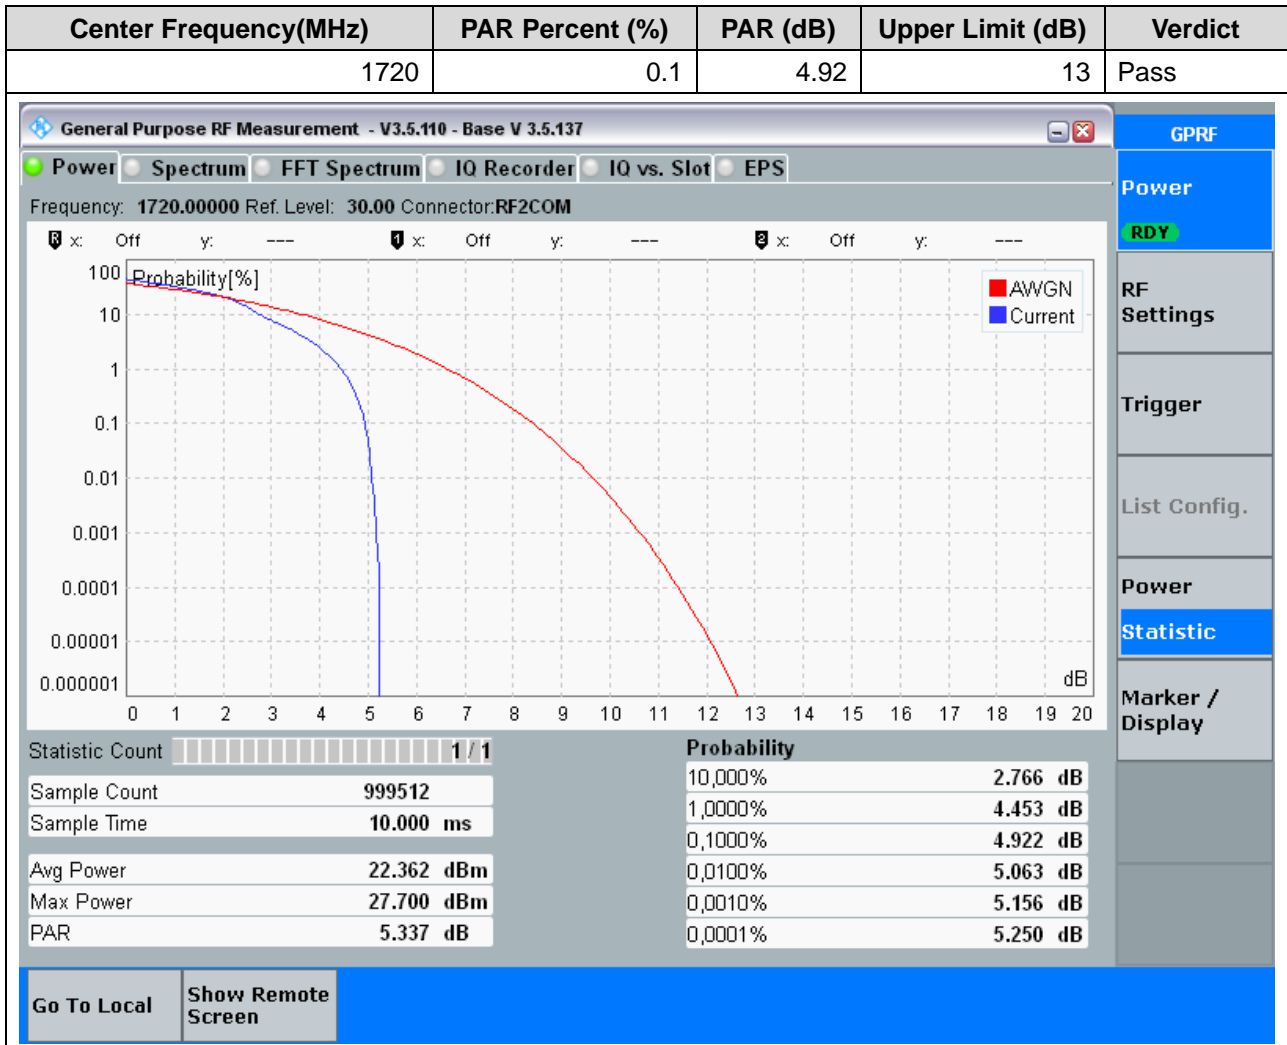 Center Frequency(MHz) PAR Percent (%) PAR (dB) Upper Limit (dB) Verdict
1720 0.1 4.92 13 Pass
General Purpose RF Measurement - V3.5.110 - Base V 3.5.137
GPRF
Power Spectrum FFT Spectrum IQ Recorder IQ vs. Slot EPS
Power
RDY
Frequency: 1720.00000 Ref. Level: 30.00 Connector:RF2COM
R x: Off y: --- 1 x: Off y: --- 2 x: Off y: ---
Probability[%]
AWGN
Current
100
10
1
0.1
0.01
0.001
0.0001
0.00001
0.000001
dB
0 1 2 3 4 5 6 7 8 9 10 11 12 13 14 15 16 17 18 19 20
RF Settings
Trigger
List Config.
Power
Statistic
Marker / Display
Statistic Count 1 / 1
Sample Count 999512
Sample Time 10.000 ms
Avg Power 22.362 dBm
Max Power 27.700 dBm
PAR 5.337 dB
Probability
10,000% 2.766 dB
1,0000% 4.453 dB
0,1000% 4.922 dB
0,0100% 5.063 dB
0,0010% 5.156 dB
0,0001% 5.250 dB
Go To Local
Show Remote Screen